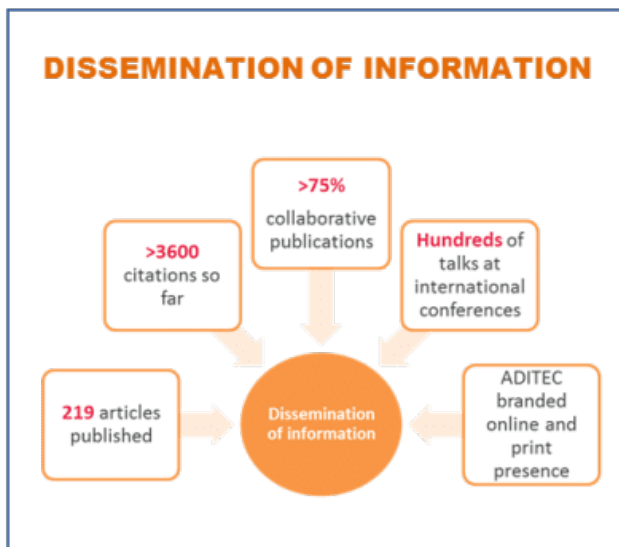 DISSEMINATION OF INFORMATION
>75%
collaborative
publications
>3600
citations so
far
Hundreds of
talks at
international
conferences
219 articles
published
Dissemination
of information
ADITEC
branded
online and
print
presence